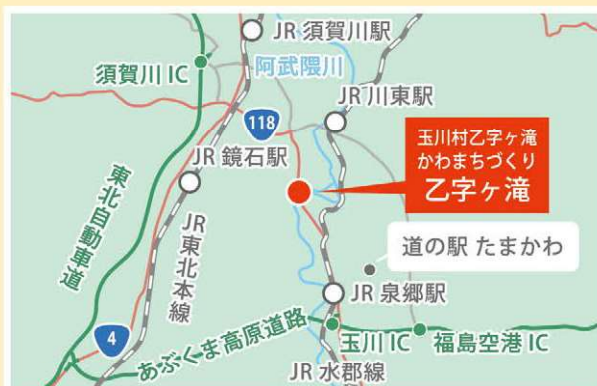 JR 須賀川駅
須賀川 IC
阿武隈川
JR 川東駅
118
JR 鏡石駅
玉川村乙字ヶ滝
かわまちづくり
乙字ヶ滝
東北自動車道
JR 東北本線
道の駅 たまかわ
JR 泉郷駅
4
あぶくま高原道路
玉川 IC
福島空港 IC
JR 水郡線